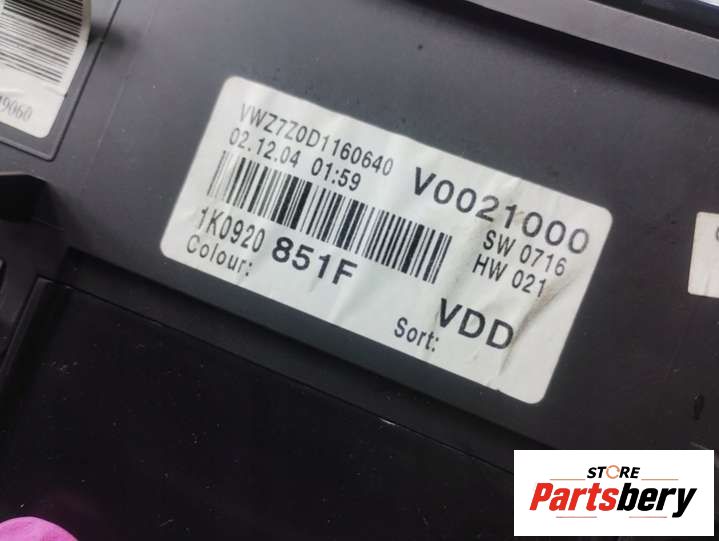 9060
VWZ7Z0D1160640
02.12.04 01:59
V0021000
SW 0716
HW 021
1K0920 851F
Colour:
Sort: VDD
STORE
Partsbery